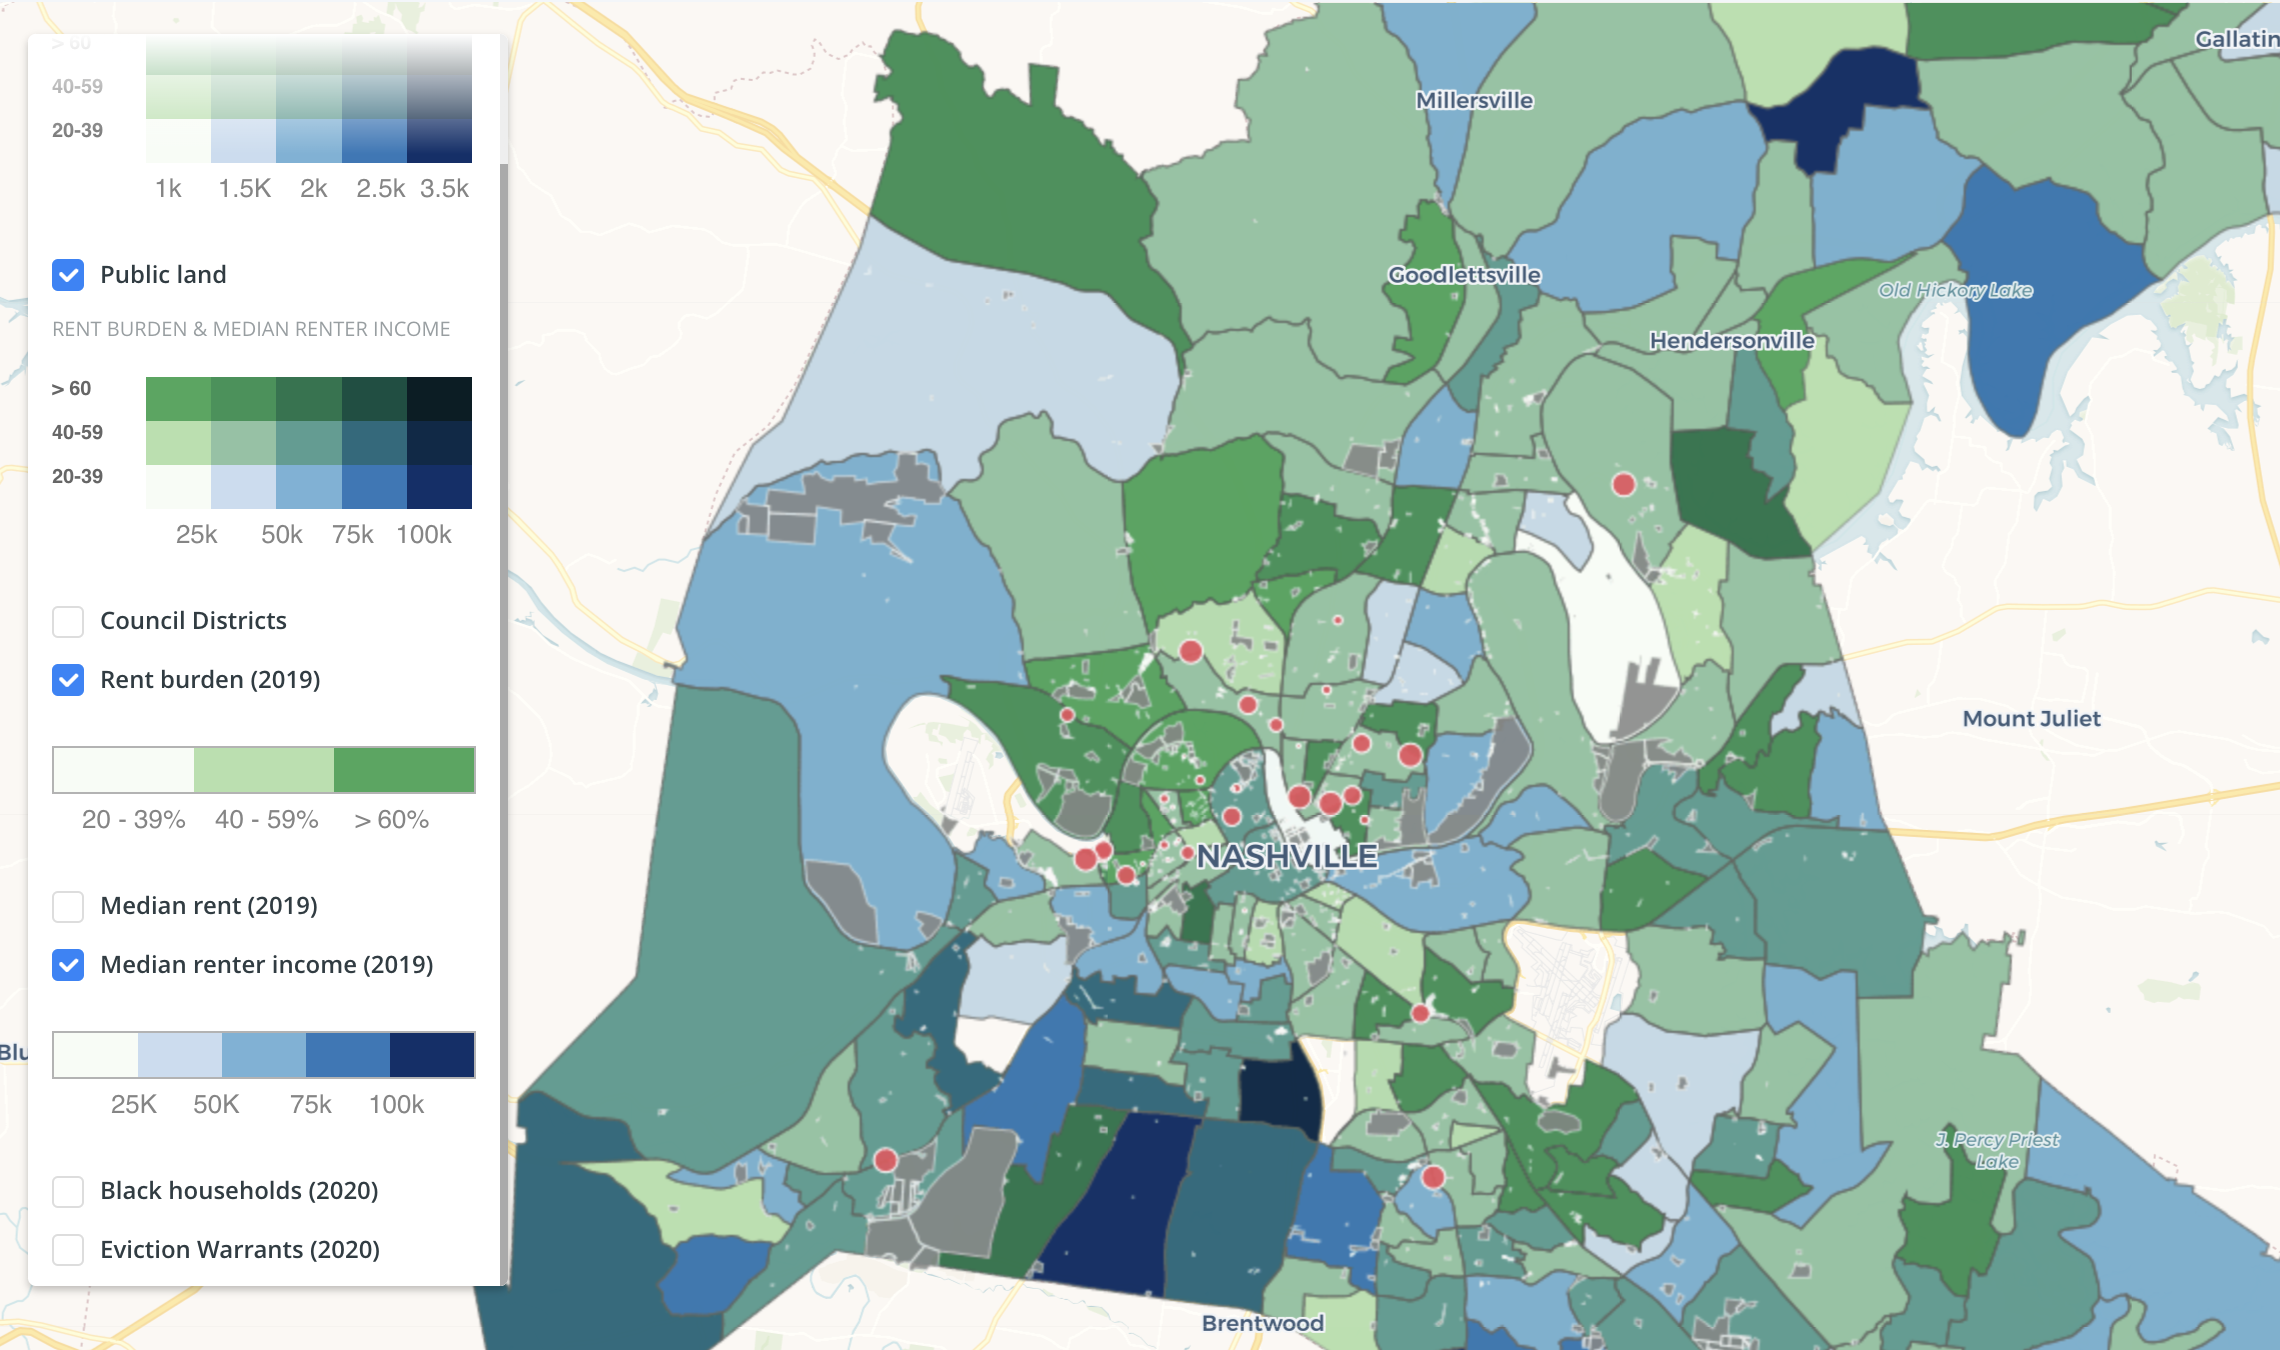 > 60
40-59
20-39
1k 1.5K 2k 2.5k 3.5k
Public land
RENT BURDEN & MEDIAN RENTER INCOME
> 60
40-59
20-39
25k 50k 75k 100k
Council Districts
Rent burden (2019)
20 - 39% 40 - 59% > 60%
Median rent (2019)
Median renter income (2019)
25K 50K 75k 100k
Black households (2020)
Eviction Warrants (2020)
Gallatin
Millersville
Goodlettsville
Old Hickory Lake
Hendersonville
Mount Juliet
NASHVILLE
Blu
J. Percy Priest
Lake
Brentwood